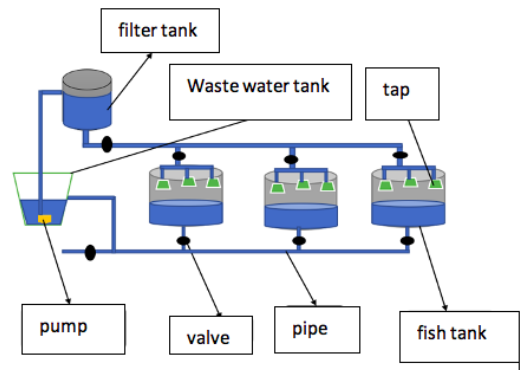 filter tank
Waste water tank
tap
pump
valve
pipe
fish tank